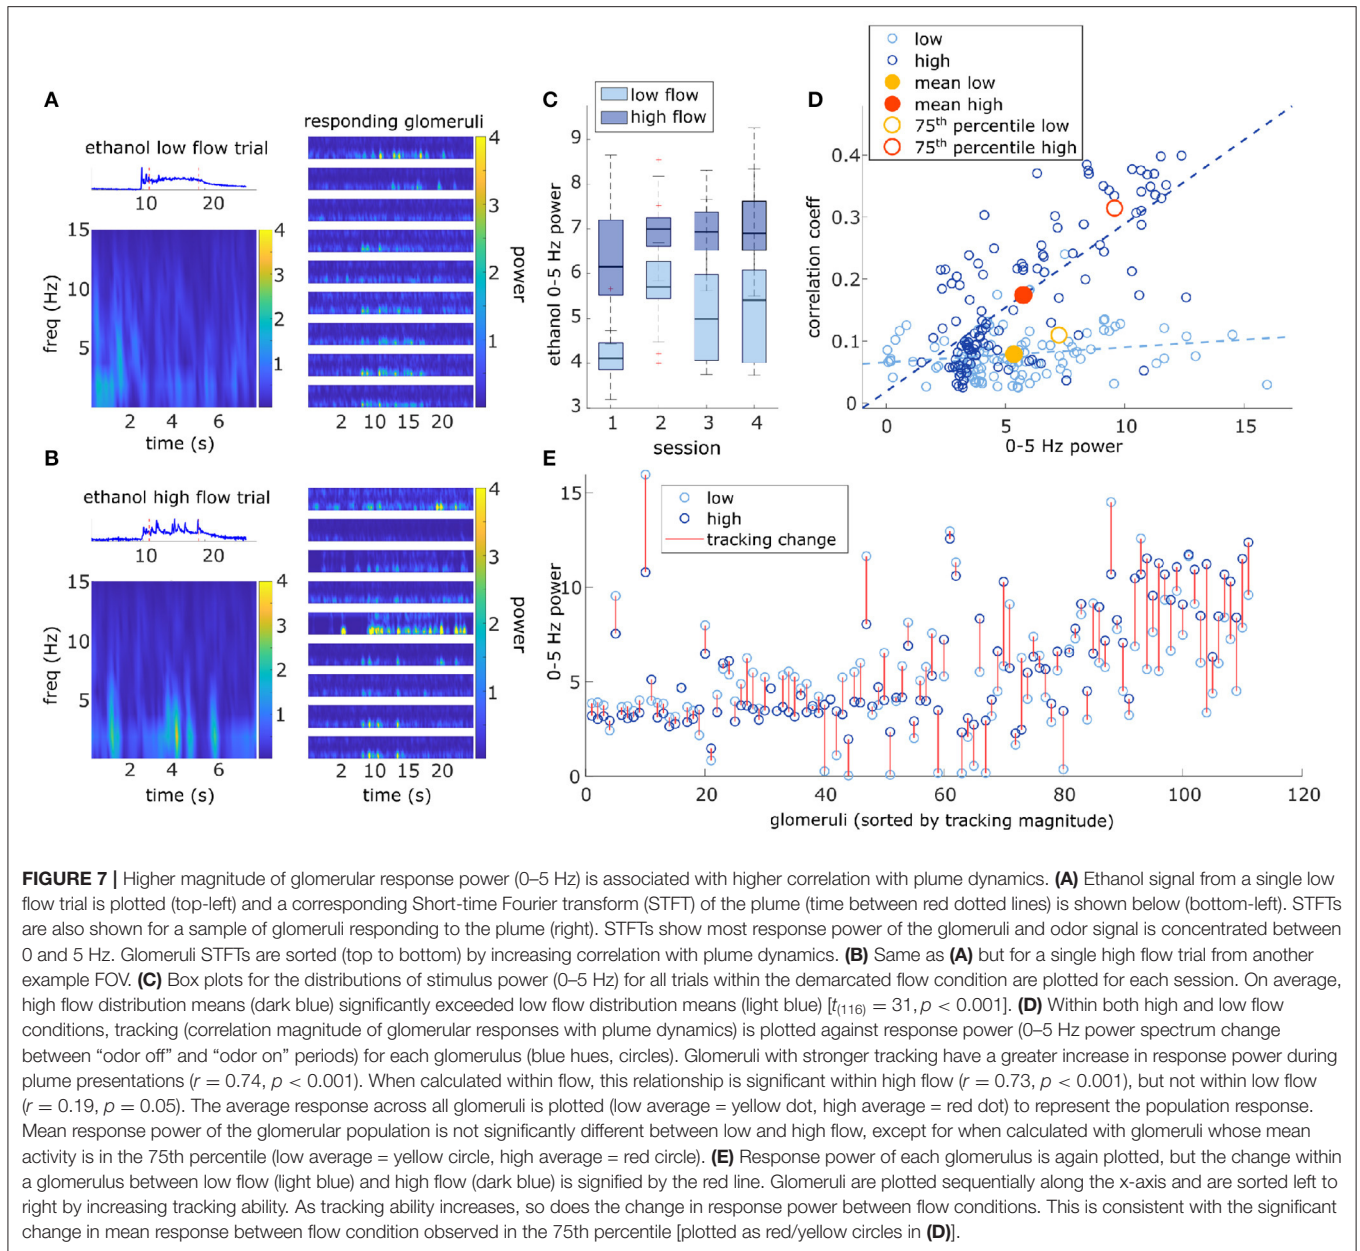 A
ethanol low flow trial
10
20
15
10
5
freq (Hz)
2
4
6
time (s)
4
3
2
1
responding glomeruli
4
3
2
1
power
2
10
15
20
B
ethanol high flow trial
10
20
15
10
5
freq (Hz)
2
4
6
time (s)
4
3
2
1
4
3
2
1
power
2
10
15
20
time (s)
C
low flow
high flow
9
8
7
6
5
4
3
ethanol 0-5 Hz power
1
2
3
4
session
D
low
high
mean low
mean high
75th percentile low
75th percentile high
0.4
0.3
0.2
0.1
0
correlation coeff
0
5
10
15
0-5 Hz power
E
low
high
tracking change
15
10
5
0
0-5 Hz power
0
20
40
60
80
100
120
glomeruli (sorted by tracking magnitude)
FIGURE 7 | Higher magnitude of glomerular response power (0–5 Hz) is associated with higher correlation with plume dynamics. (A) Ethanol signal from a single low
flow trial is plotted (top-left) and a corresponding Short-time Fourier transform (STFT) of the plume (time between red dotted lines) is shown below (bottom-left). STFTs
are also shown for a sample of glomeruli responding to the plume (right). STFTs show most response power of the glomeruli and odor signal is concentrated between
0 and 5 Hz. Glomeruli STFTs are sorted (top to bottom) by increasing correlation with plume dynamics. (B) Same as (A) but for a single high flow trial from another
example FOV. (C) Box plots for the distributions of stimulus power (0–5 Hz) for all trials within the demarcated flow condition are plotted for each session. On average,
high flow distribution means (dark blue) significantly exceeded low flow distribution means (light blue) [t(116) = 31, p < 0.001]. (D) Within both high and low flow
conditions, tracking (correlation magnitude of glomerular responses with plume dynamics) is plotted against response power (0–5 Hz power spectrum change
between “odor off” and “odor on” periods) for each glomerulus (blue hues, circles). Glomeruli with stronger tracking have a greater increase in response power during
plume presentations (r = 0.74, p < 0.001). When calculated within flow, this relationship is significant within high flow (r = 0.73, p < 0.001), but not within low flow
(r = 0.19, p = 0.05). The average response across all glomeruli is plotted (low average = yellow dot, high average = red dot) to represent the population response.
Mean response power of the glomerular population is not significantly different between low and high flow, except for when calculated with glomeruli whose mean
activity is in the 75th percentile (low average = yellow circle, high average = red circle). (E) Response power of each glomerulus is again plotted, but the change within
a glomerulus between low flow (light blue) and high flow (dark blue) is signified by the red line. Glomeruli are plotted sequentially along the x-axis and are sorted left to
right by increasing tracking ability. As tracking ability increases, so does the change in response power between flow conditions. This is consistent with the significant
change in mean response between flow condition observed in the 75th percentile [plotted as red/yellow circles in (D)].